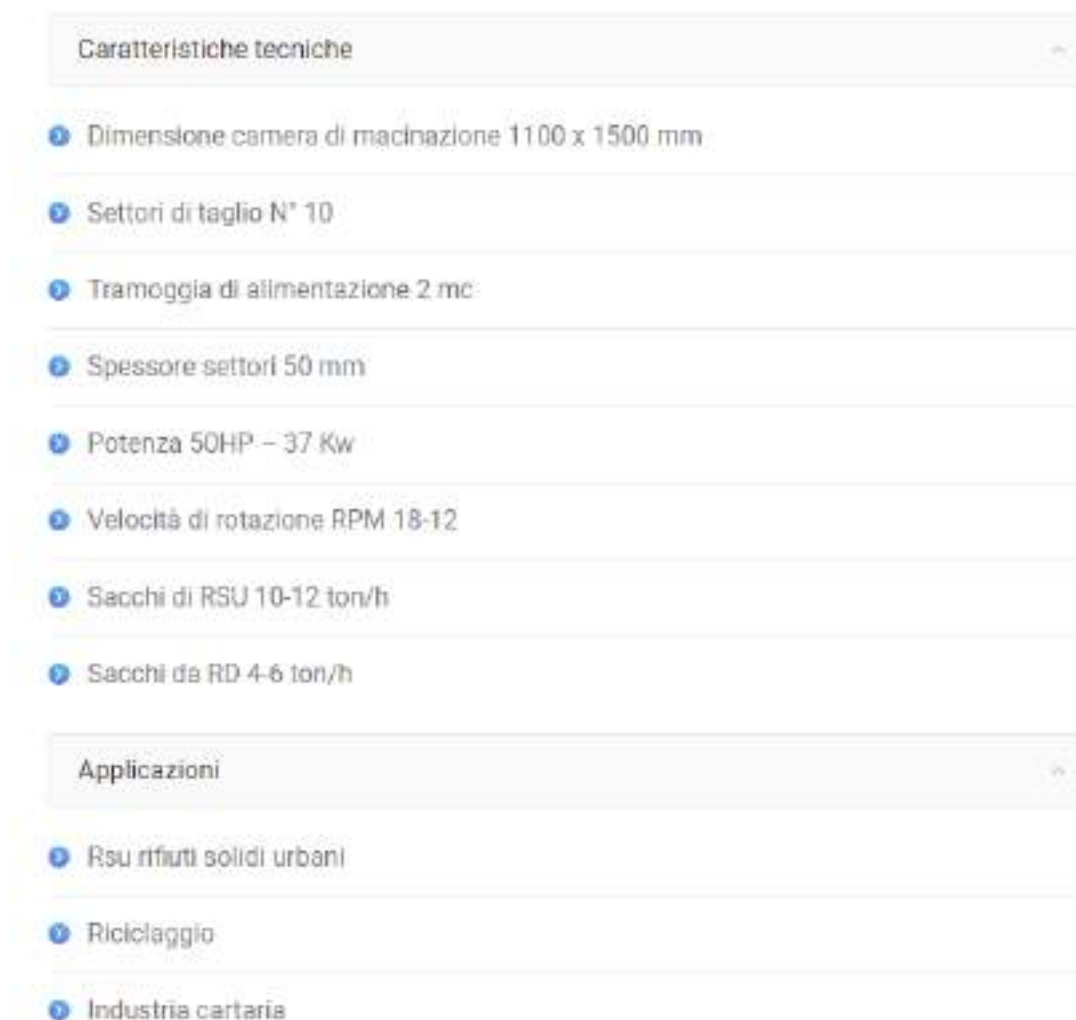 Caratteristiche tecniche
Dimensione camera di macinazione 1100 x 1500 mm
Settori di taglio N° 10
Tramoggia di alimentazione 2 mc
Spessore settori 50 mm
Potenza 50HP – 37 Kw
Velocità di rotazione RPM 18-12
Sacchi di RSU 10-12 ton/h
Sacchi da RD 4-6 ton/h
Applicazioni
Rsu rifiuti solidi urbani
Riciclaggio
Industria cartaria